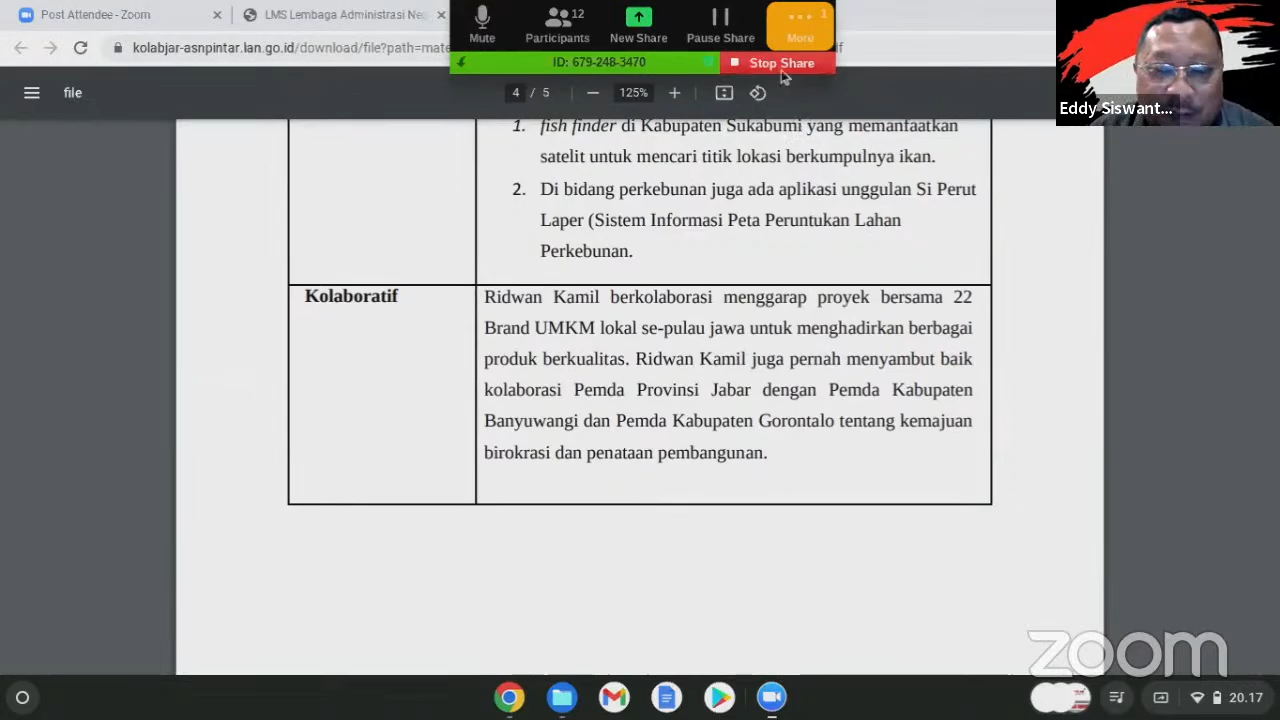 Post Attendee - Zoom
LMS Lembaga Administrasi Ne
kolabjar-asnpintar.lan.go.id/download/file?path=mate
if
Mute
Participants
12
New Share
Pause Share
More
1
ID: 679-248-3470
Stop Share
Eddy Siswant...
file
4 / 5
125%
1. fish finder di Kabupaten Sukabumi yang memanfaatkan
satelit untuk mencari titik lokasi berkumpulnya ikan.
2. Di bidang perkebunan juga ada aplikasi unggulan Si Perut
Laper (Sistem Informasi Peta Peruntukan Lahan
Perkebunan.
Kolaboratif
Ridwan Kamil berkolaborasi menggarap proyek bersama 22
Brand UMKM lokal se-pulau jawa untuk menghadirkan berbagai
produk berkualitas. Ridwan Kamil juga pernah menyambut baik
kolaborasi Pemda Provinsi Jabar dengan Pemda Kabupaten
Banyuwangi dan Pemda Kabupaten Gorontalo tentang kemajuan
birokrasi dan penataan pembangunan.
zoom
20.17